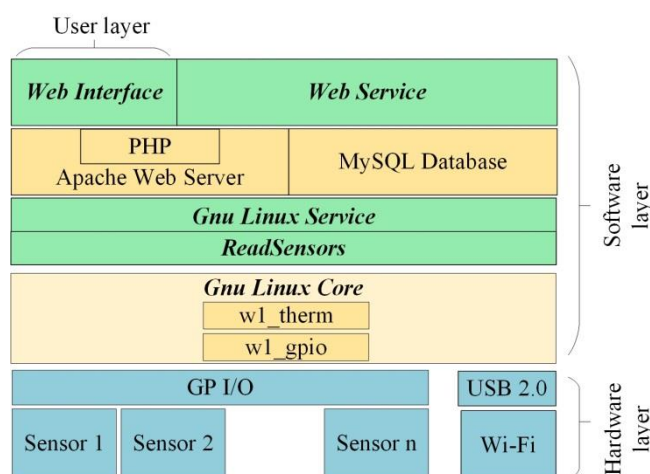 User layer
Web Interface
Web Service
PHP
Apache Web Server
MySQL Database
Gnu Linux Service
ReadSensors
Gnu Linux Core
w1_therm
w1_gpio
Software
layer
GP I/O
USB 2.0
Sensor 1
Sensor 2
Sensor n
Wi-Fi
Hardware
layer